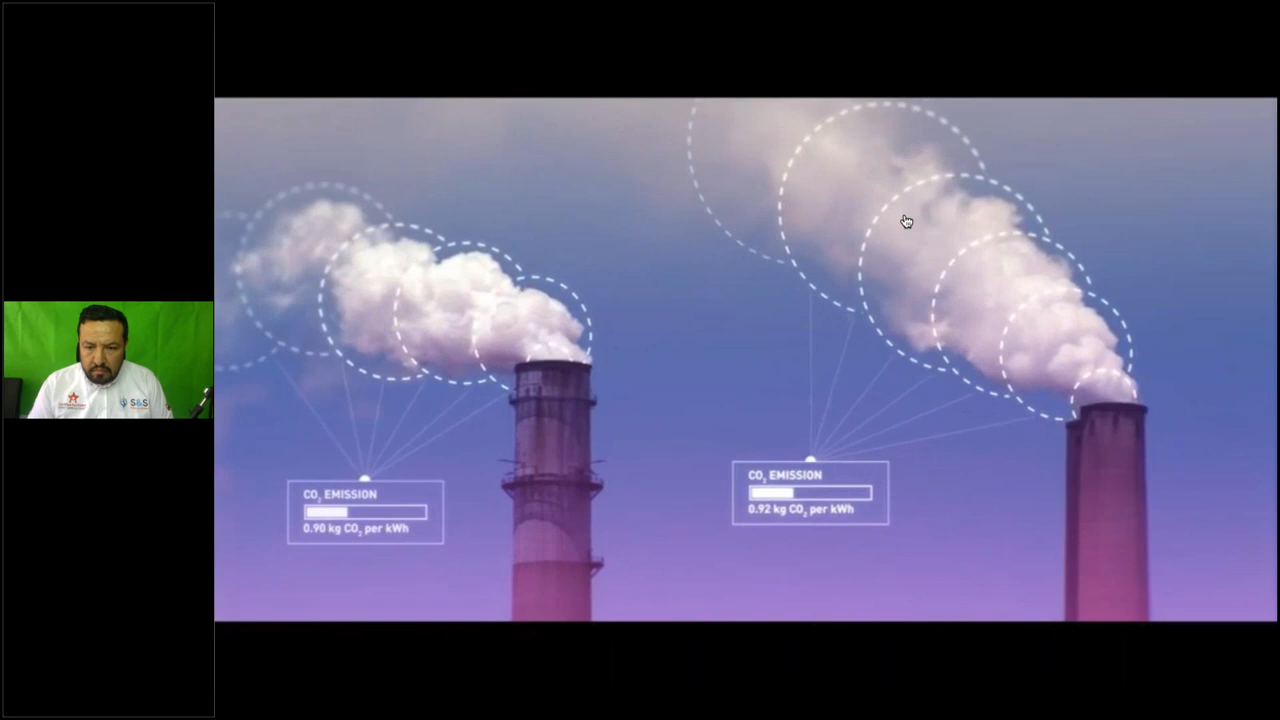 S&S
CO₂ EMISSION
0.90 kg CO₂ per kWh
CO₂ EMISSION
0.92 kg CO₂ per kWh